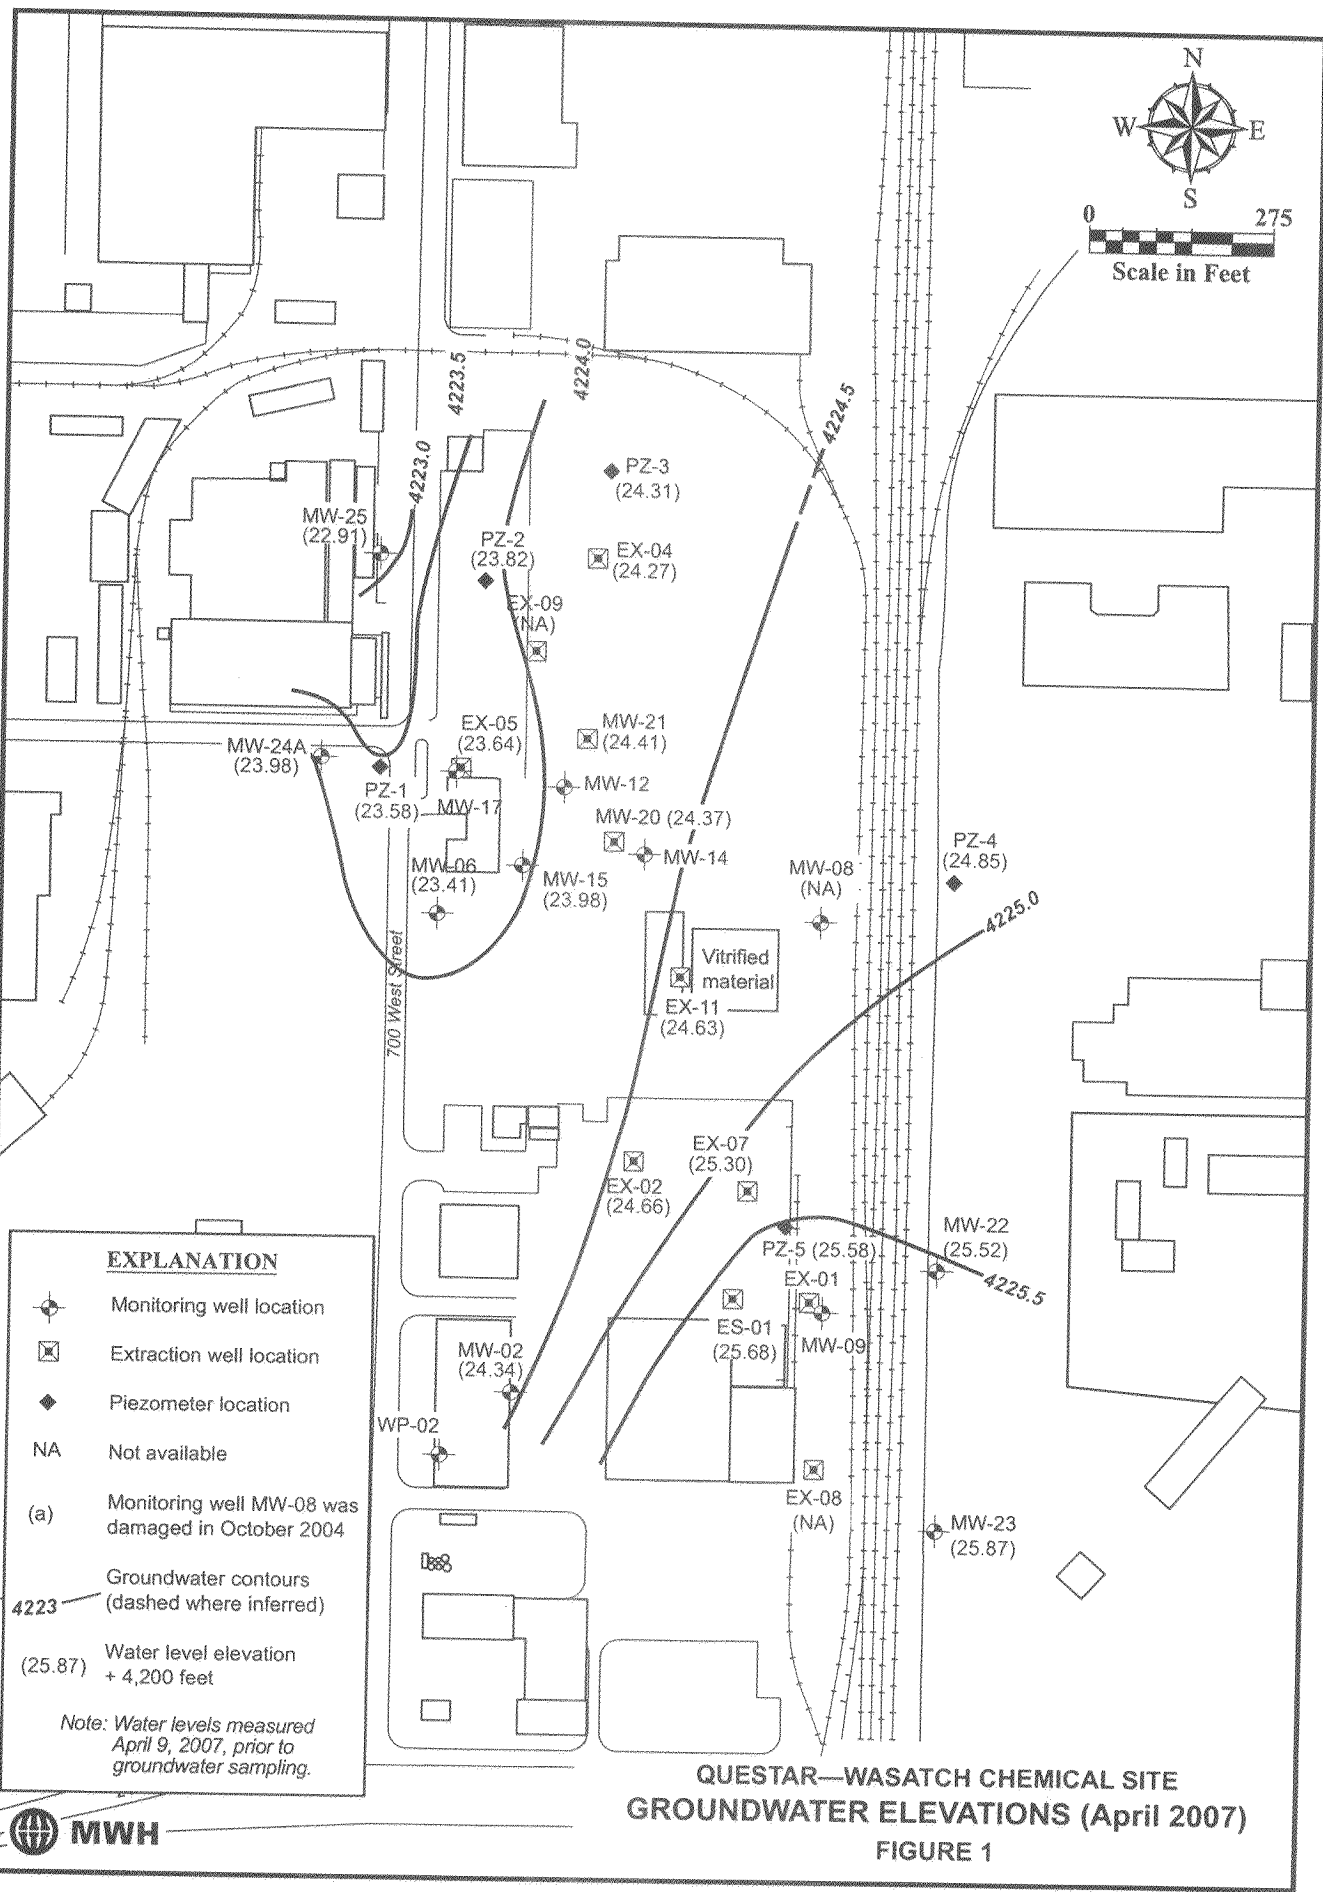 N
W
E
S
0
275
Scale in Feet
4223.5
4224.0
4224.5
4223.0
PZ-3
(24.31)
MW-25
(22.91)
PZ-2
(23.82)
EX-04
(24.27)
EX-09
(NA)
MW-24A
(23.98)
EX-05
(23.64)
MW-21
(24.41)
PZ-1
(23.58)
MW-17
MW-12
MW-20 (24.37)
MW-14
MW-06
(23.41)
MW-15
(23.98)
MW-08
(NA)
PZ-4
(24.85)
4225.0
700 West Street
Vitrified
material
EX-11
(24.63)
EX-07
(25.30)
EX-02
(24.66)
PZ-5 (25.58)
MW-22
(25.52)
4225.5
EX-01
ES-01
(25.68)
MW-09
MW-02
(24.34)
WP-02
EX-08
(NA)
MW-23
(25.87)
EXPLANATION
Monitoring well location
Extraction well location
Piezometer location
NA Not available
(a) Monitoring well MW-08 was
damaged in October 2004
4223 Groundwater contours
(dashed where inferred)
(25.87) Water level elevation
+ 4,200 feet
Note: Water levels measured
April 9, 2007, prior to
groundwater sampling.
MWH
QUESTAR—WASATCH CHEMICAL SITE
GROUNDWATER ELEVATIONS (April 2007)
FIGURE 1